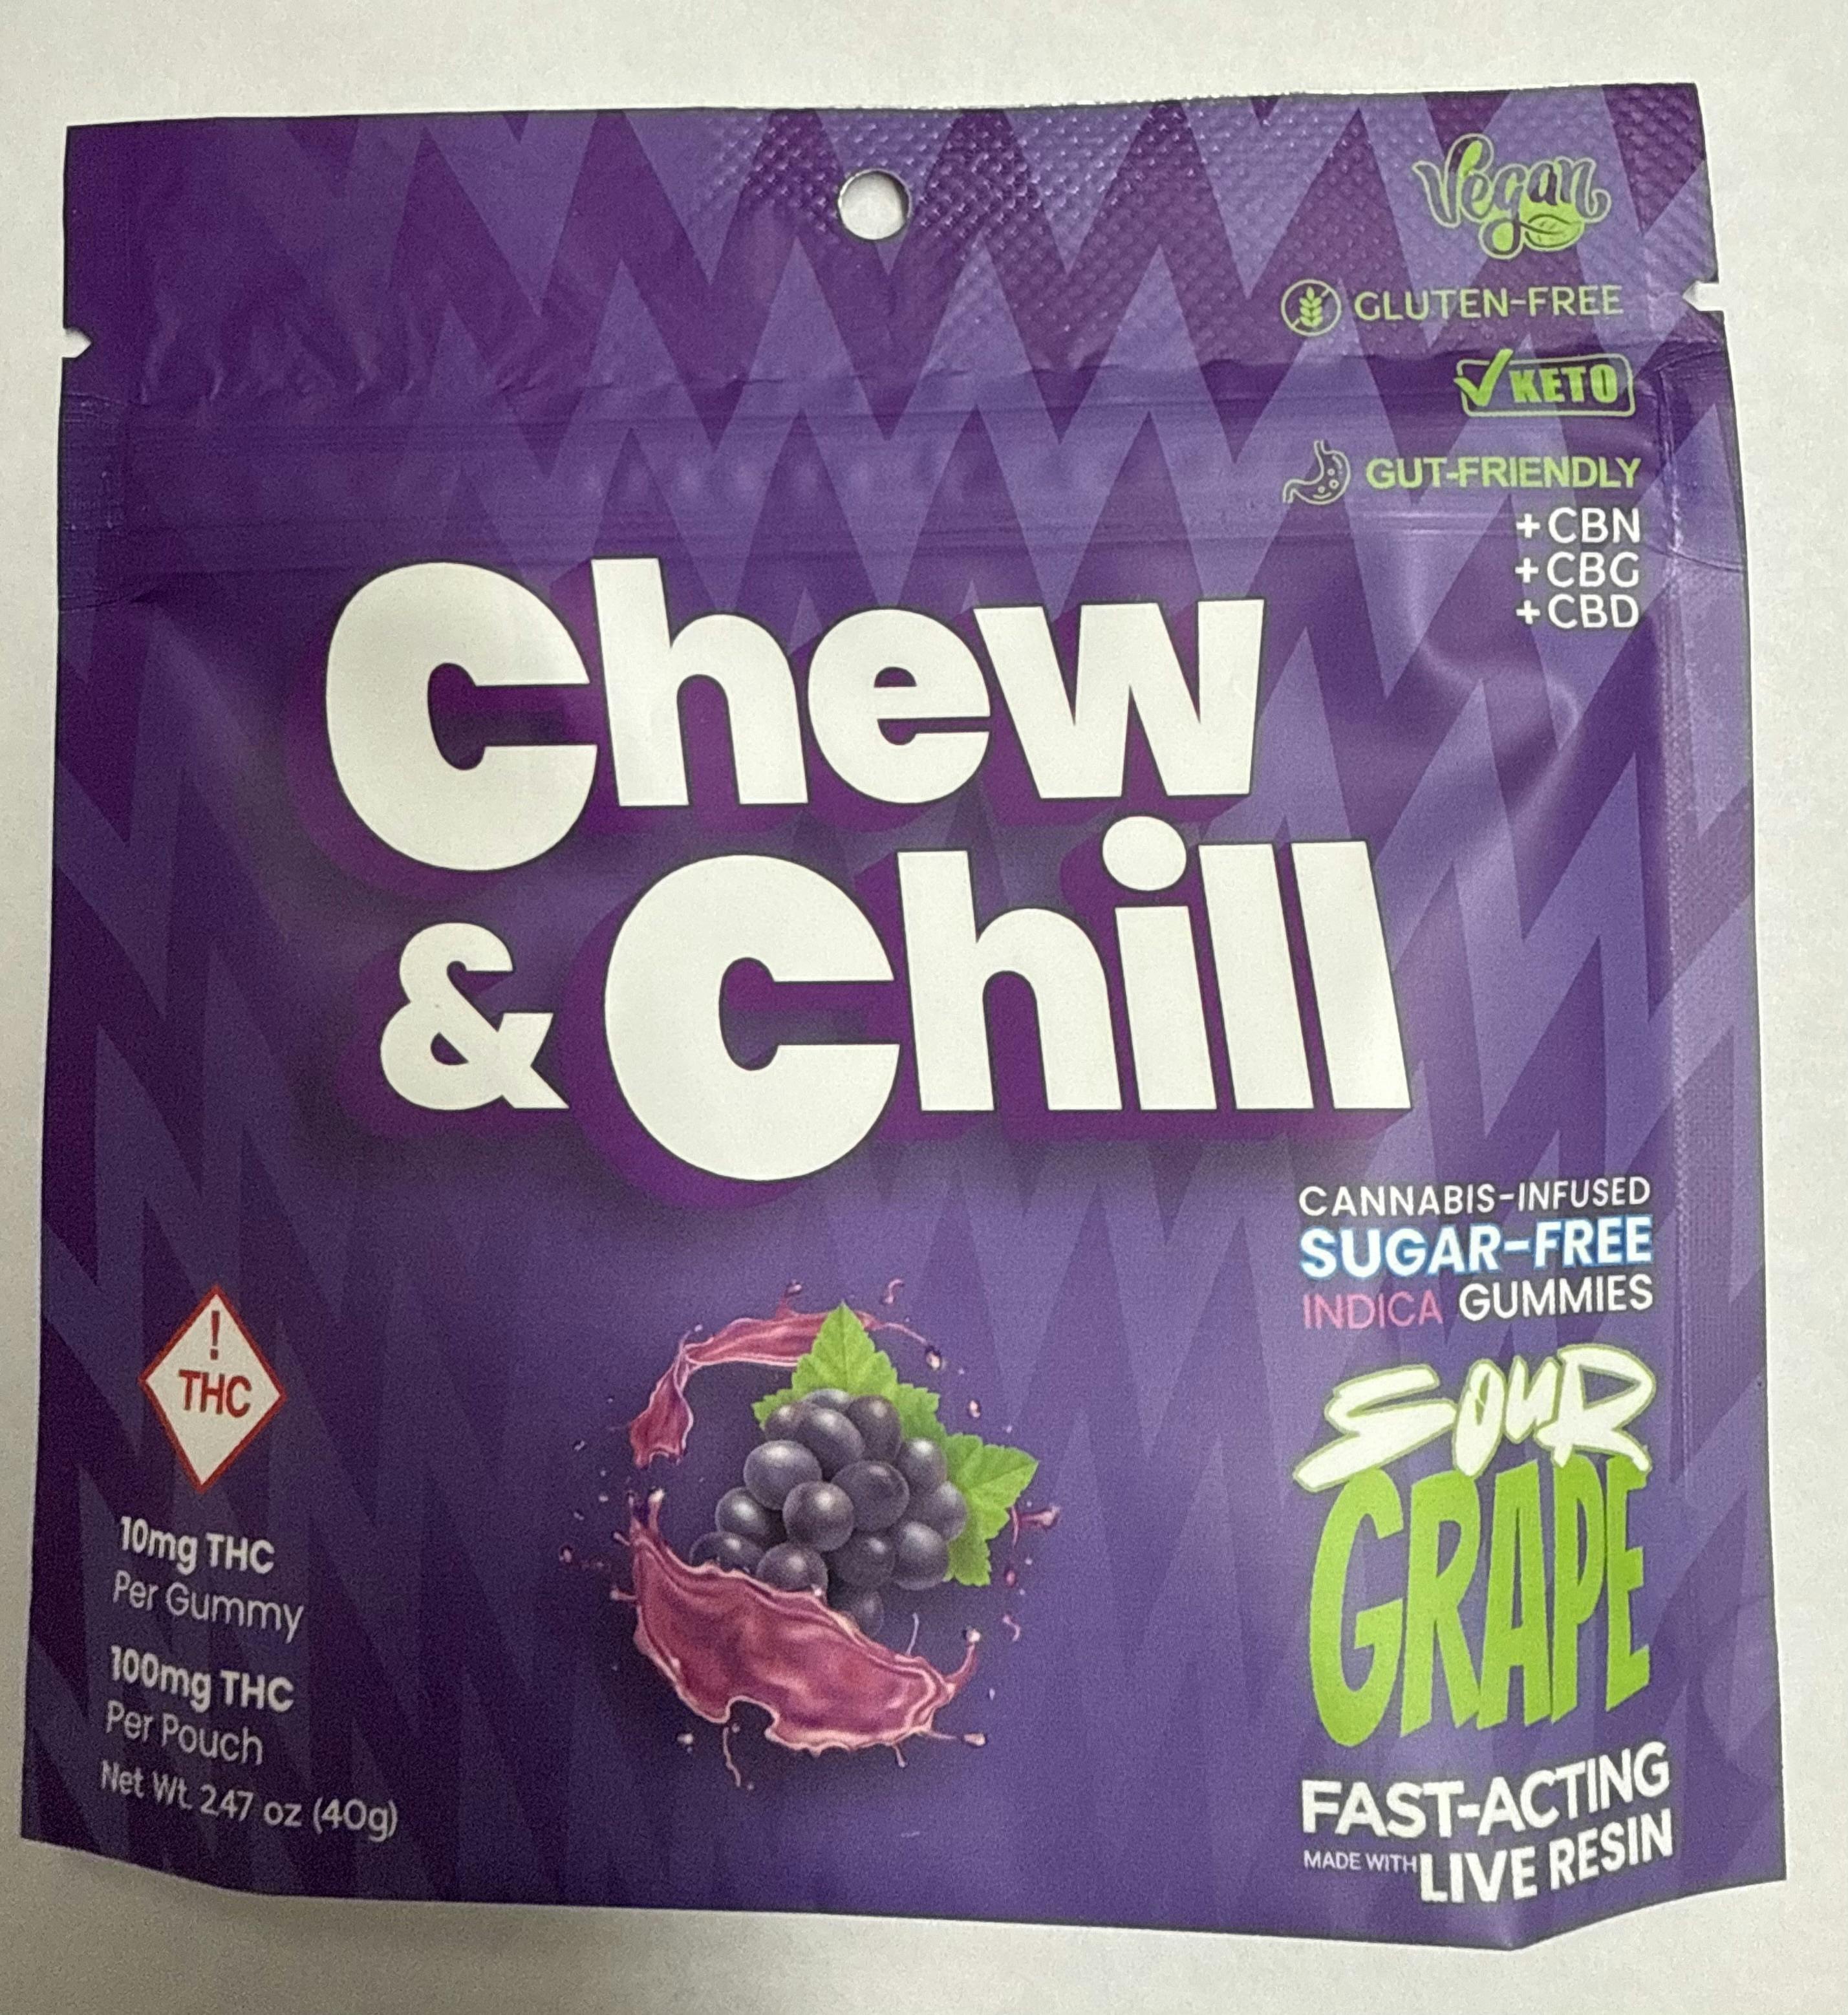 Vegan
GLUTEN-FREE
KETO
GUT-FRIENDLY
+CBN
+CBG
+CBD
Chew
& Chill
CANNABIS-INFUSED
SUGAR-FREE
INDICA GUMMIES
SOUR
GRAPE
FAST-ACTING
MADE WITH LIVE RESIN
!
THC
10mg THC
Per Gummy
100mg THC
Per Pouch
Net Wt. 247 oz (40g)